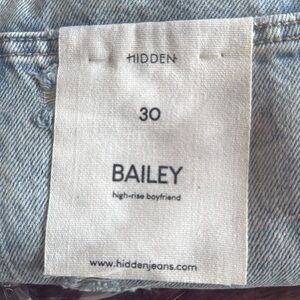 HIDDEN
30
BAILEY
high-rise boyfriend
www.hiddenjeans.com